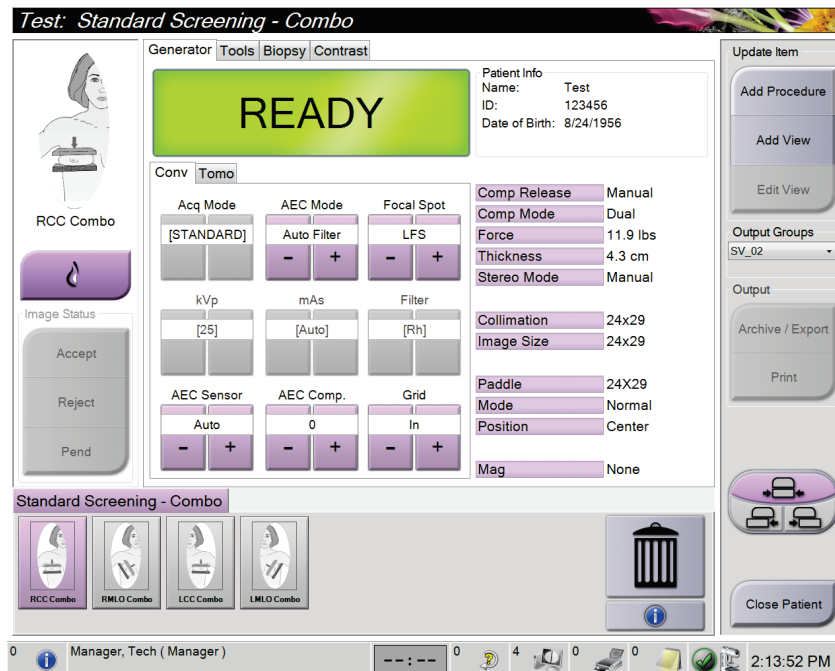 Test: Standard Screening - Combo
Generator Tools Biopsy Contrast
READY
Patient Info
Name: Test
ID: 123456
Date of Birth: 8/24/1956
RCC Combo
Image Status
Accept
Reject
Pend
Conv Tomo
Acq Mode AEC Mode Focal Spot
[STANDARD] Auto Filter LFS
- + - +
kVp mAs Filter
[25] [Auto] [Rh]
AEC Sensor AEC Comp. Grid
Auto 0 In
- + - + - +
Comp Release Manual
Comp Mode Dual
Force 11.9 lbs
Thickness 4.3 cm
Stereo Mode Manual
Collimation 24x29
Image Size 24x29
Paddle 24X29
Mode Normal
Position Center
Mag None
Update Item
Add Procedure
Add View
Edit View
Output Groups
SV_02
Output
Archive / Export
Print
Standard Screening - Combo
RCC Combo RMLO Combo LCC Combo LMLO Combo
Close Patient
0 Manager, Tech ( Manager ) --:-- 0 4 0 0 2:13:52 PM